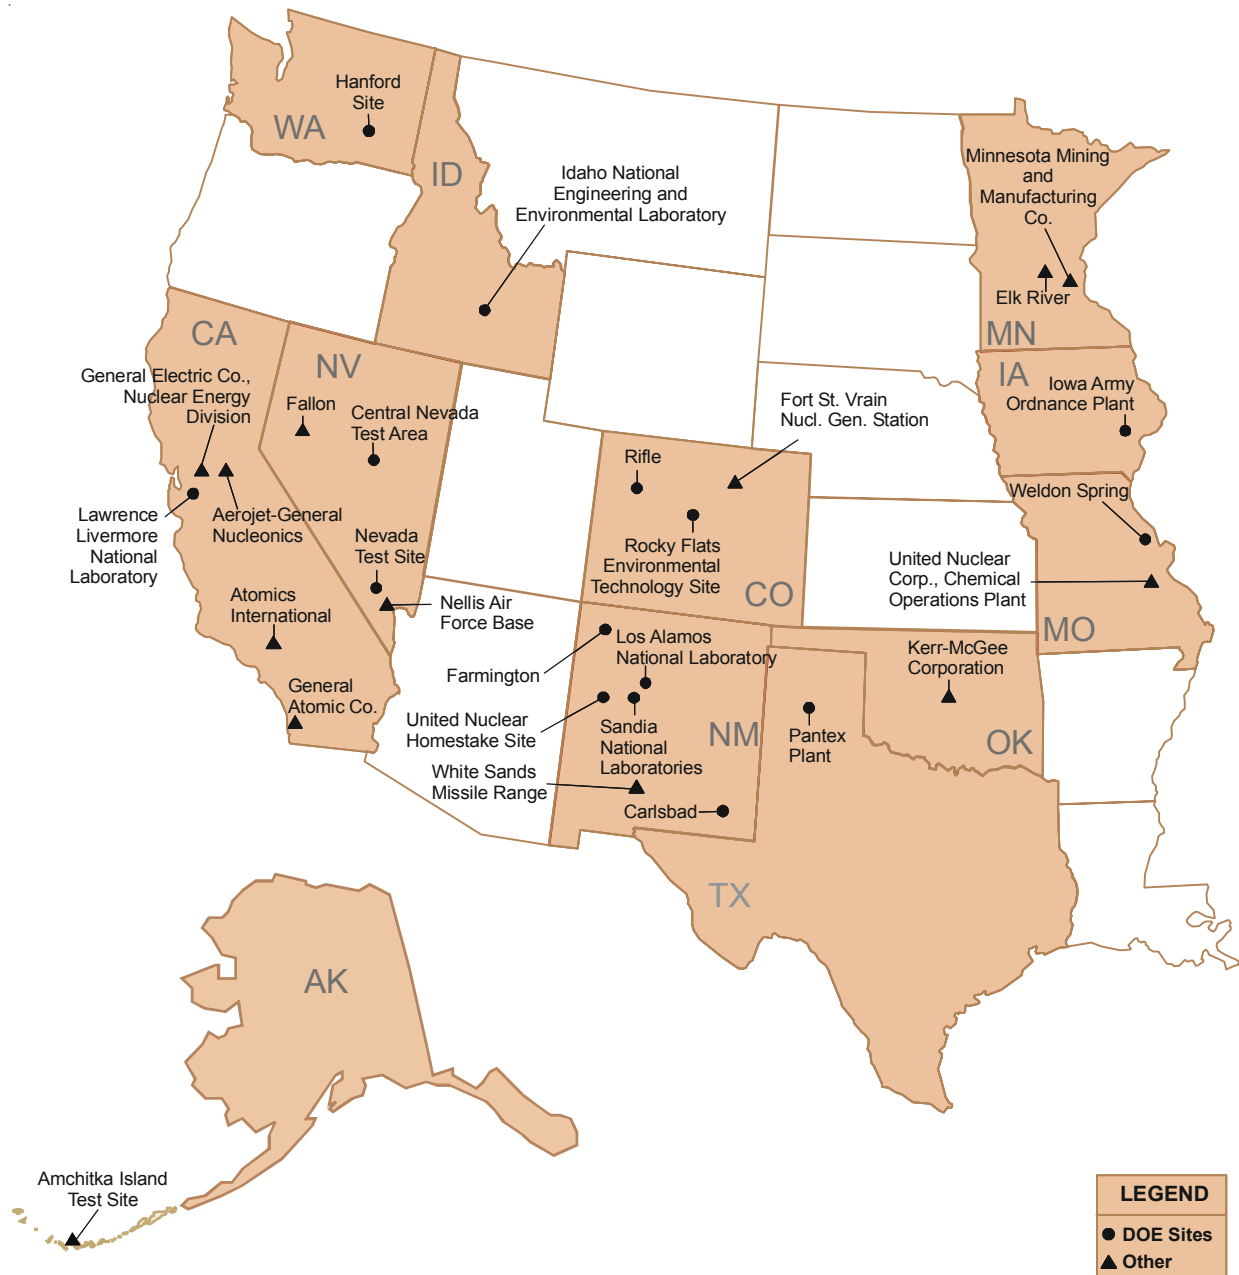 Hanford
Site
WA
ID
Idaho National
Engineering and
Environmental Laboratory
Minnesota Mining
and
Manufacturing
Co.
Elk River
MN
CA
NV
General Electric Co.,
Nuclear Energy
Division
Fallon
Central Nevada
Test Area
Fort St. Vrain
Nucl. Gen. Station
IA
Iowa Army
Ordnance Plant
Rifle
Weldon Spring
Lawrence
Livermore
National
Laboratory
Aerojet-General
Nucleonics
Nevada
Test Site
Rocky Flats
Environmental
Technology Site
CO
United Nuclear
Corp., Chemical
Operations Plant
MO
Atomics
International
Nellis Air
Force Base
Los Alamos
National Laboratory
Farmington
Kerr-McGee
Corporation
General
Atomic Co.
United Nuclear
Homestake Site
Sandia
National
Laboratories
NM
Pantex
Plant
OK
White Sands
Missile Range
Carlsbad
TX
AK
Amchitka Island
Test Site
LEGEND
DOE Sites
Other